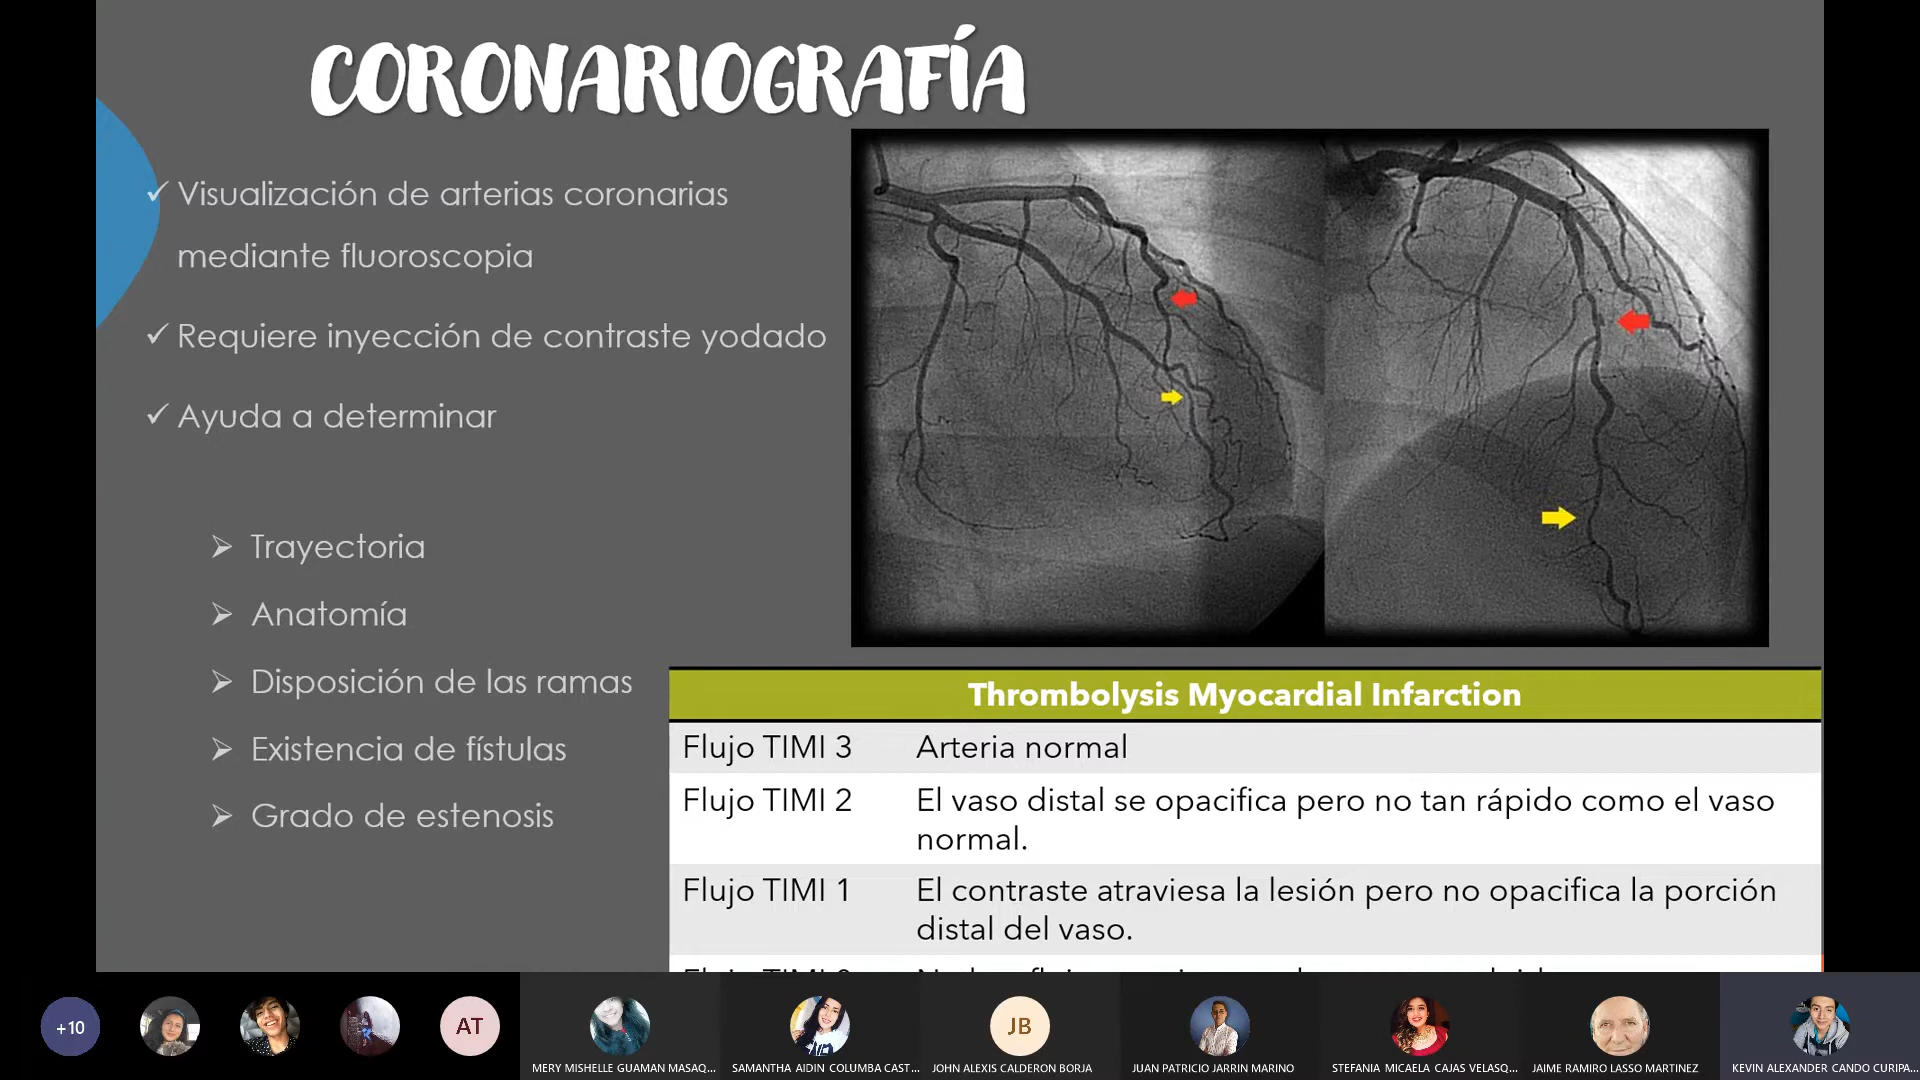 CORONARIOGRAFÍA
✓ Visualización de arterias coronarias
mediante fluoroscopia
✓ Requiere inyección de contraste yodado
✓ Ayuda a determinar
➢ Trayectoria
➢ Anatomía
➢ Disposición de las ramas
➢ Existencia de fístulas
➢ Grado de estenosis
Thrombolysis Myocardial Infarction
Flujo TIMI 3 Arteria normal
Flujo TIMI 2 El vaso distal se opacifica pero no tan rápido como el vaso
normal.
Flujo TIMI 1 El contraste atraviesa la lesión pero no opacifica la porción
distal del vaso.
+10
AT
JB
MERY MISHELLE GUAMAN MASAQ...
SAMANTHA AIDIN COLUMBA CAST...
JOHN ALEXIS CALDERON BORJA
JUAN PATRICIO JARRIN MARINO
STEFANIA MICAELA CAJAS VELASQ...
JAIME RAMIRO LASSO MARTINEZ
KEVIN ALEXANDER CANDO CURIPA...